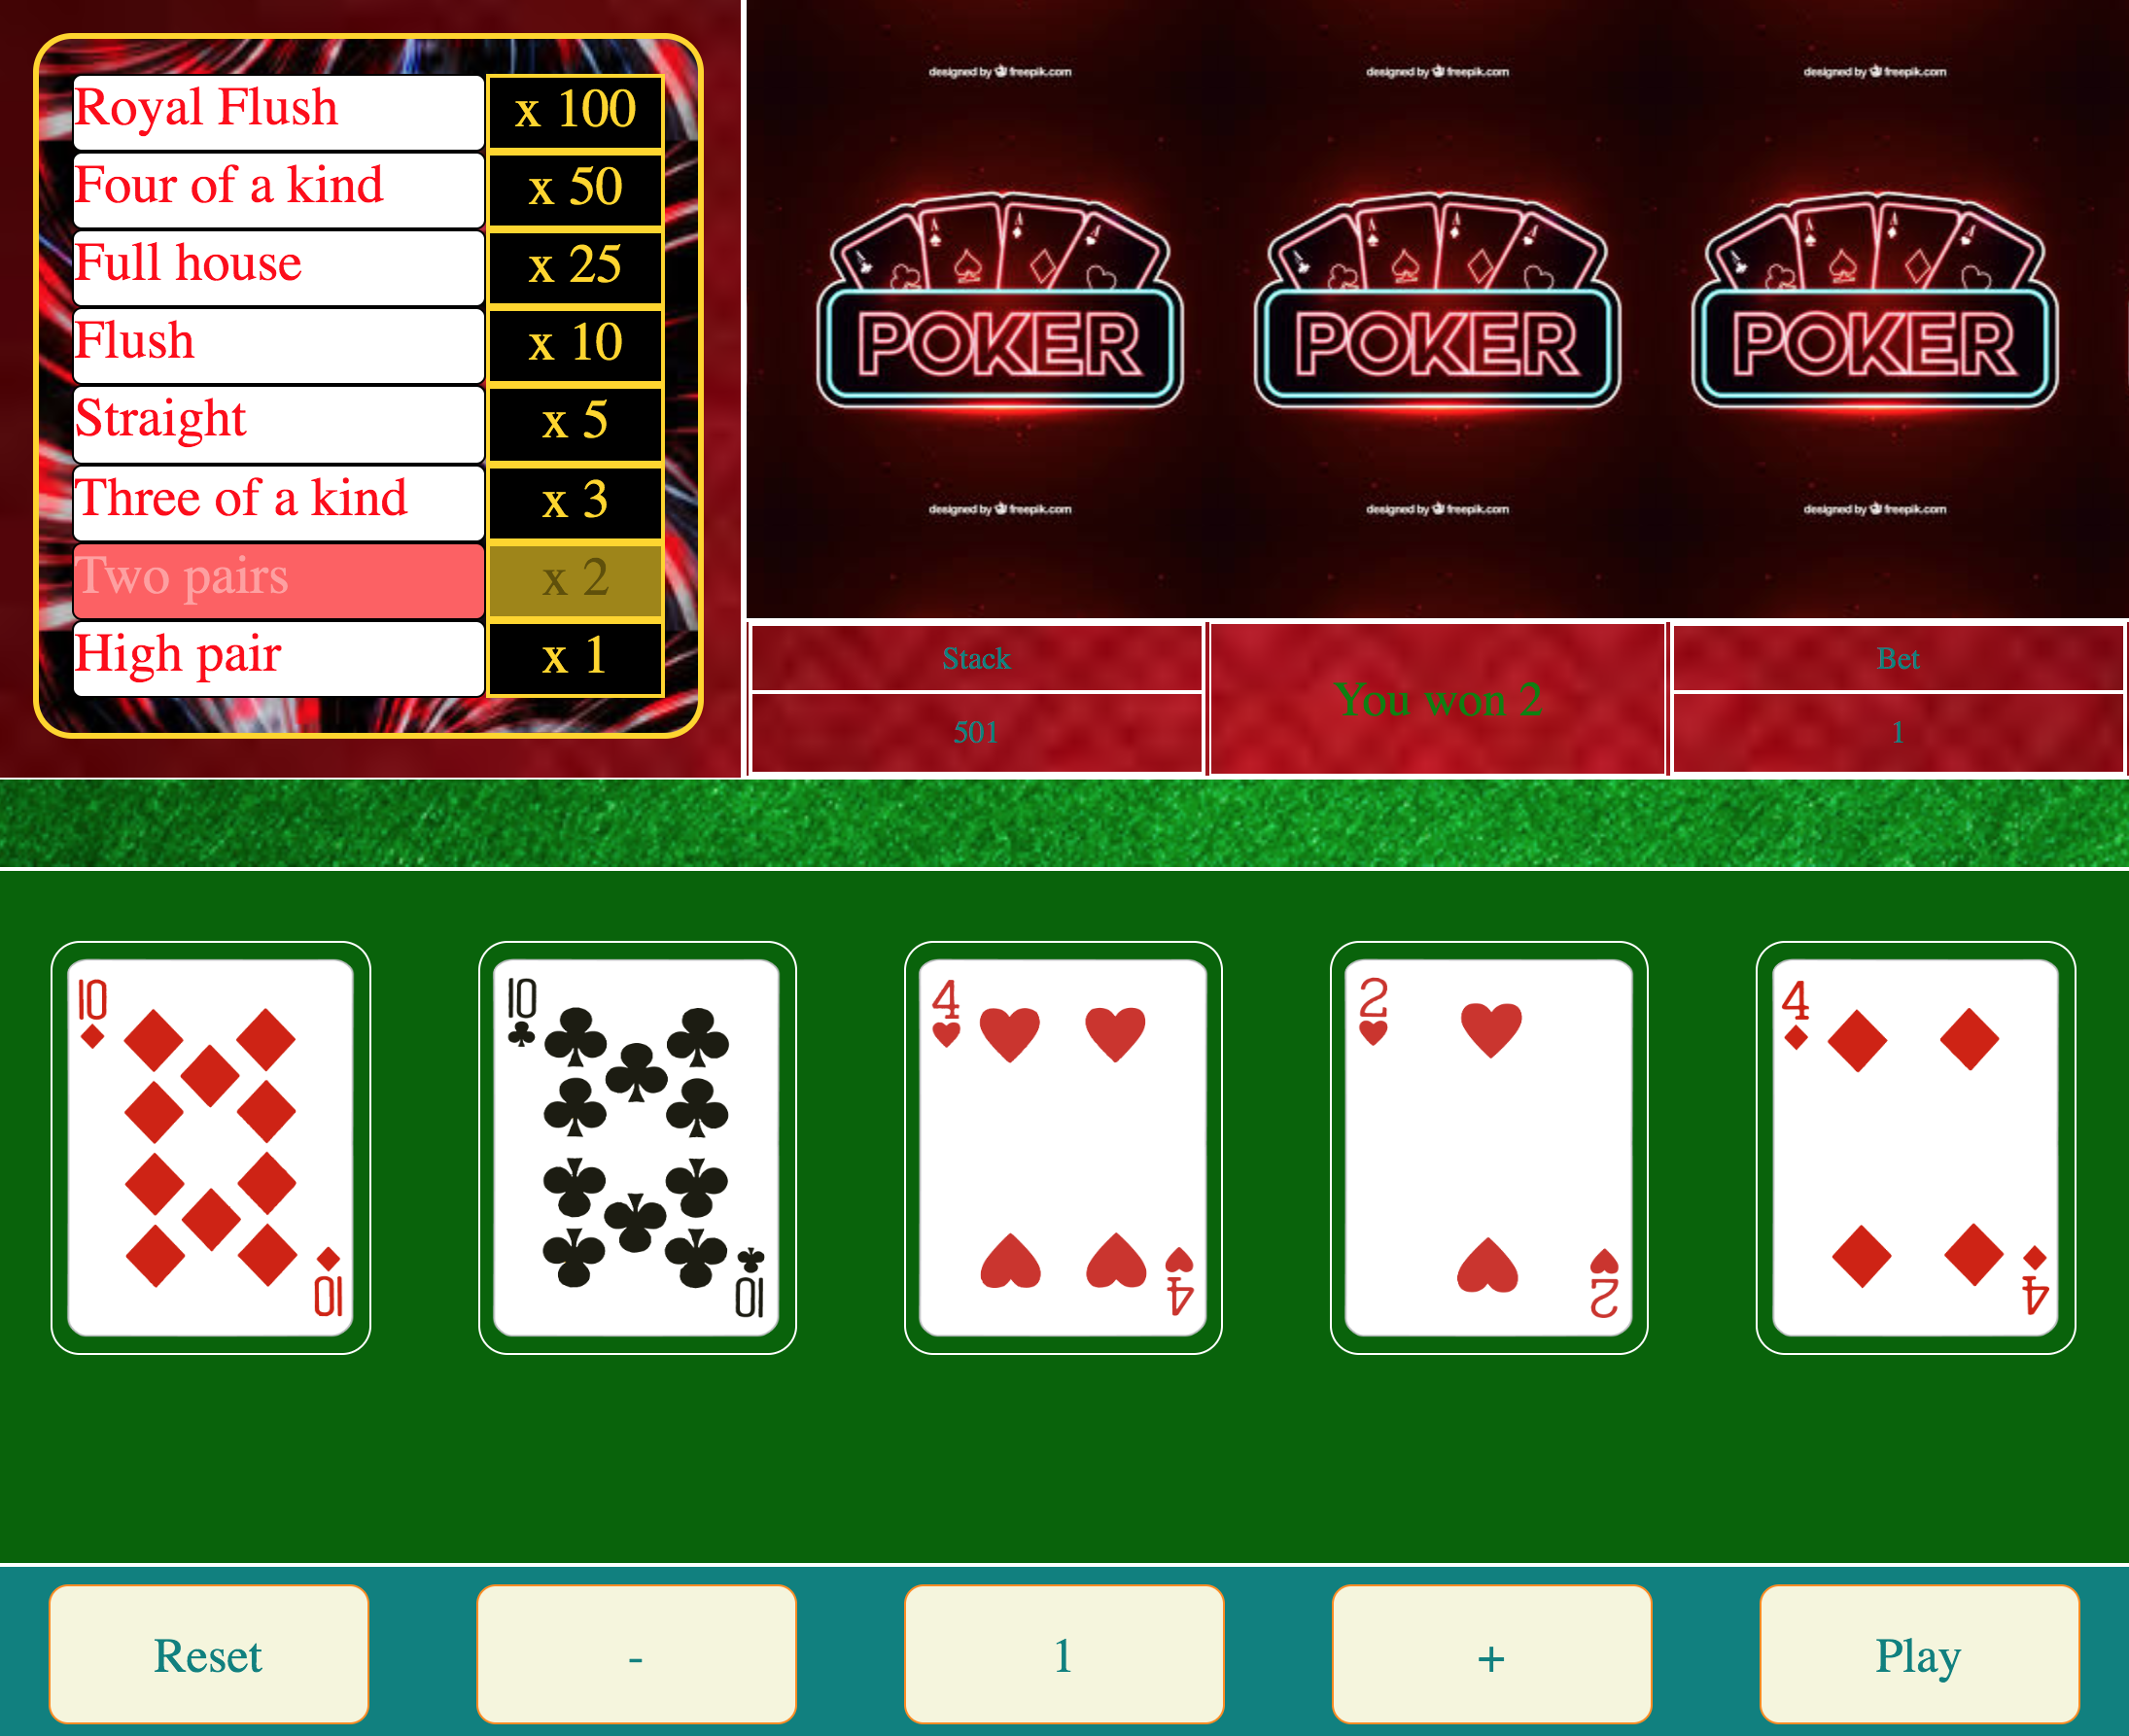 Royal Flush x 100
Four of a kind x 50
Full house x 25
Flush x 10
Straight x 5
Three of a kind x 3
Two pairs x 2
High pair x 1
designed by freepik.com designed by freepik.com designed by freepik.com
A A A A A A A A A A A A
POKER POKER POKER
designed by freepik.com designed by freepik.com designed by freepik.com
Stack
501
You won 2
Bet
1
10 10 4 2 4
10 10 4 2 4
Reset - 1 + Play